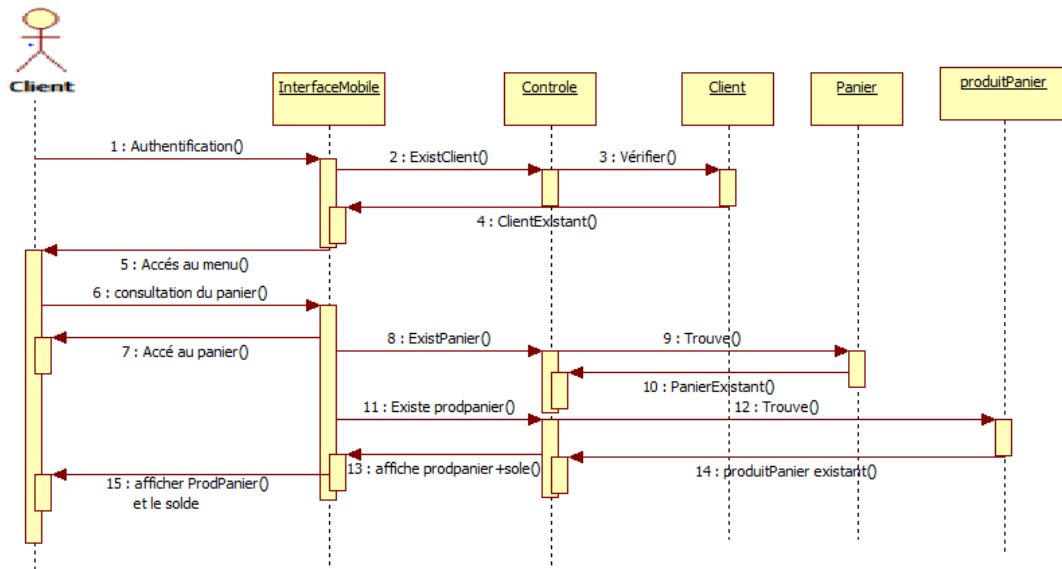 Client
InterfaceMobile
Controle
Client
Panier
produitPanier
1 : Authentification()
2 : ExistClient()
3 : Vérifier()
4 : ClientExistant()
5 : Accés au menu()
6 : consultation du panier()
7 : Accé au panier()
8 : ExistPanier()
9 : Trouve()
10 : PanierExistant()
11 : Existe prodpanier()
12 : Trouve()
13 : affiche prodpanier+sole()
14 : produitPanier existant()
15 : afficher ProdPanier()
et le solde